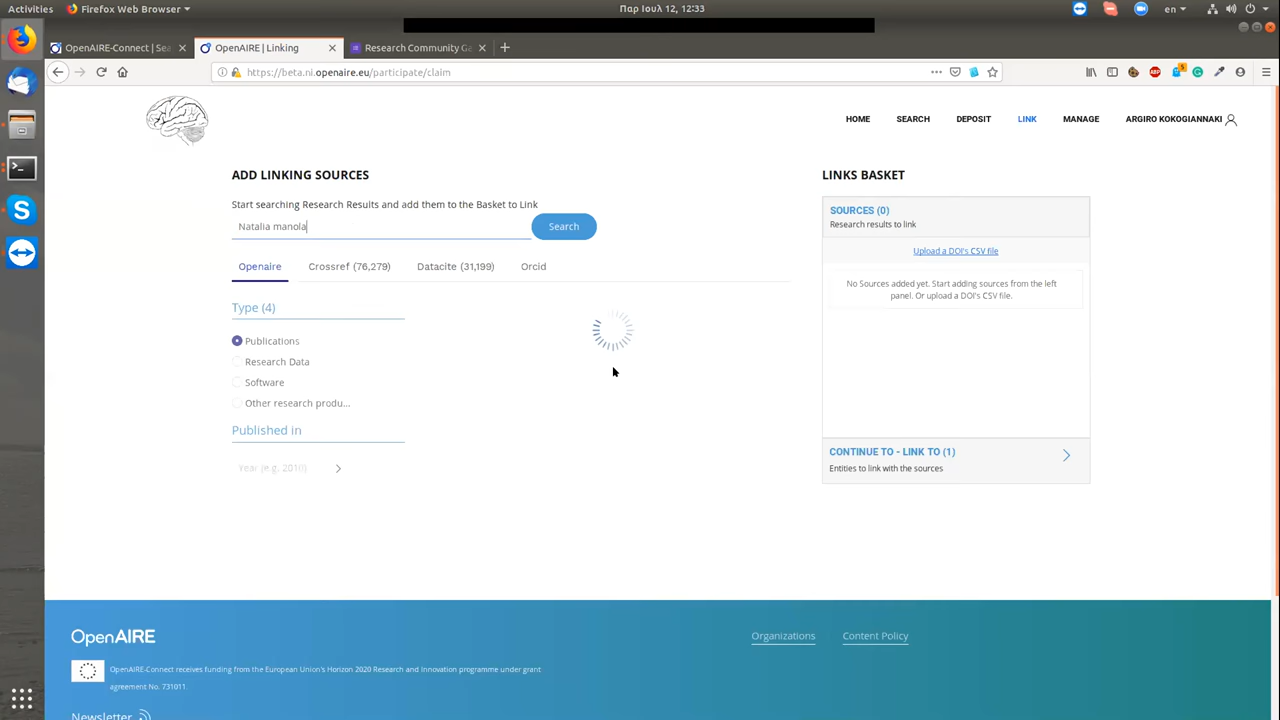 Activities
Firefox Web Browser
Παρ Ιουλ 12, 12:33
en
OpenAIRE-Connect | Sea
OpenAIRE | Linking
Research Community Ga
https://beta.ni.openaire.eu/participate/claim
HOME
SEARCH
DEPOSIT
LINK
MANAGE
ARGIRO KOKOGIANNAKI
ADD LINKING SOURCES
Start searching Research Results and add them to the Basket to Link
Natalia manola
Search
Openaire
Crossref (76,279)
Datacite (31,199)
Orcid
Type (4)
Publications
Research Data
Software
Other research produ...
Published in
Year (e.g, 2010)
LINKS BASKET
SOURCES (0)
Research results to link
Upload a DOI's CSV file
No Sources added yet. Start adding sources from the left
panel. Or upload a DOI's CSV file.
CONTINUE TO - LINK TO (1)
Entities to link with the sources
OpenAIRE
OpenAIRE-Connect receives funding from the European Union's Horizon 2020 Research and Innovation programme under grant
agreement No. 731011.
Newsletter
Organizations
Content Policy